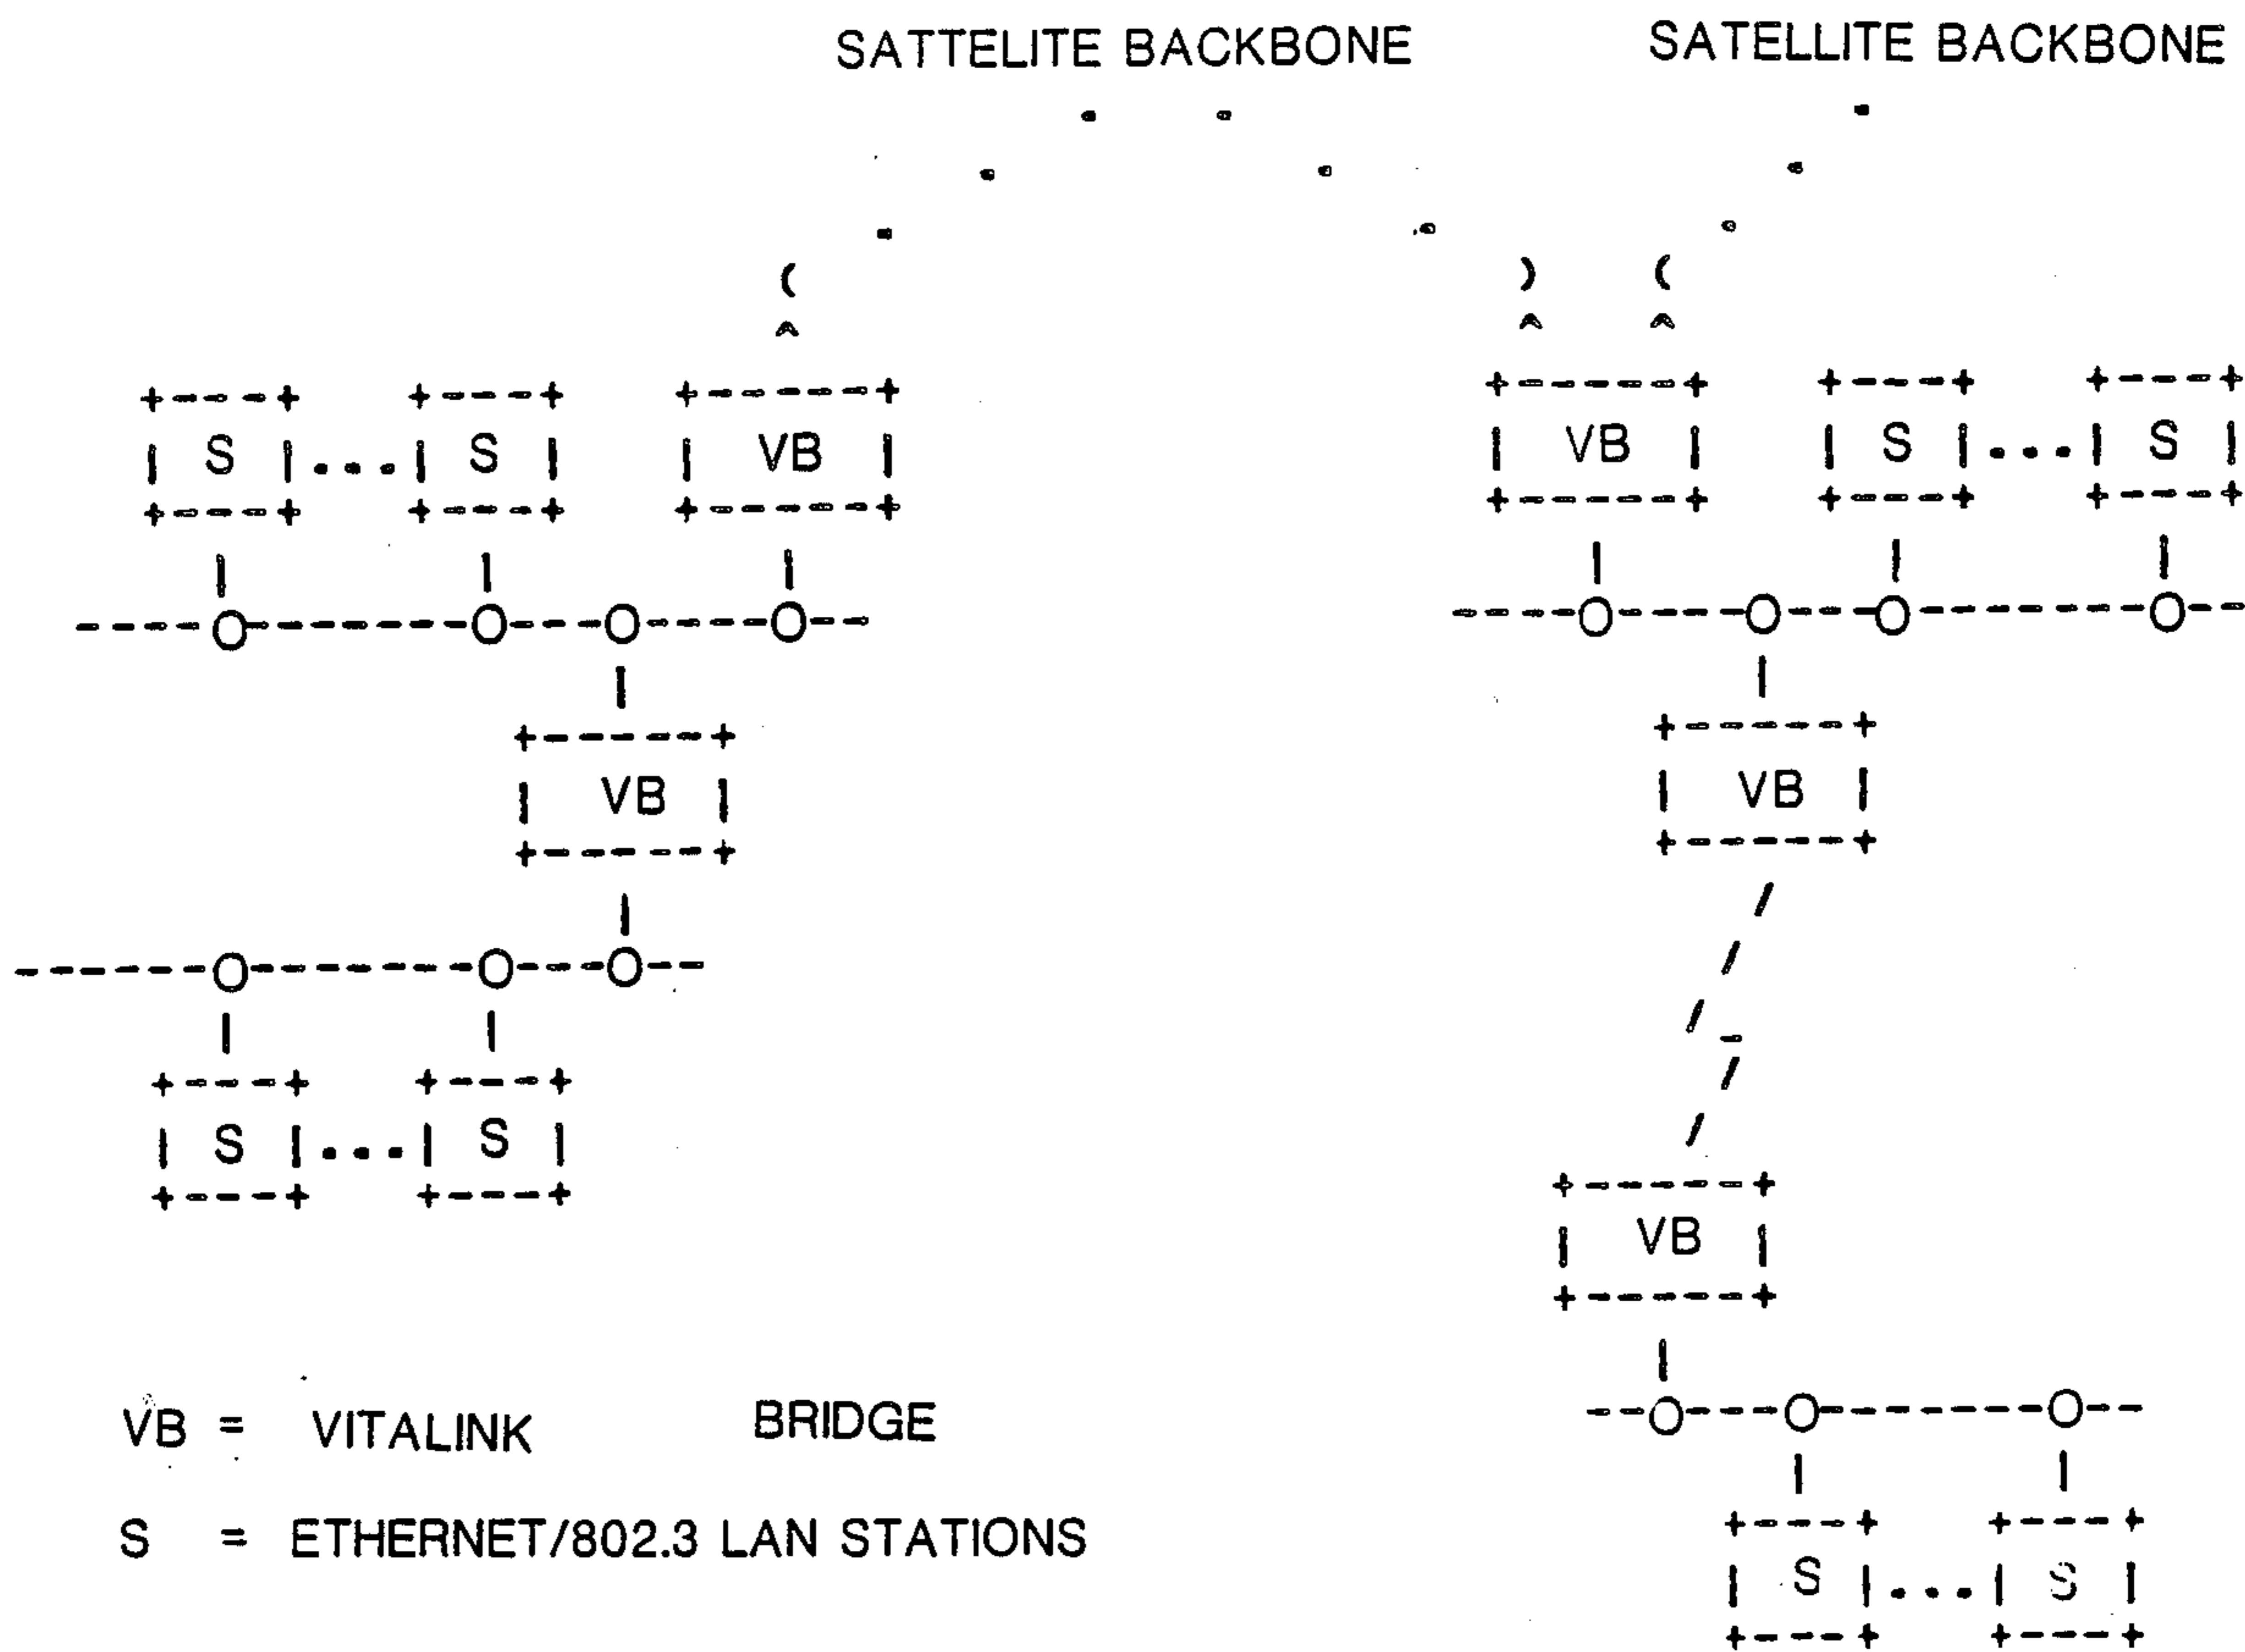 SATTELITE BACKBONE SATELLITE BACKBONE
S ... S VB VB S ... S
VB VB
S ... S
VB
VB = VITALINK BRIDGE
S = ETHERNET/802.3 LAN STATIONS
S ... S